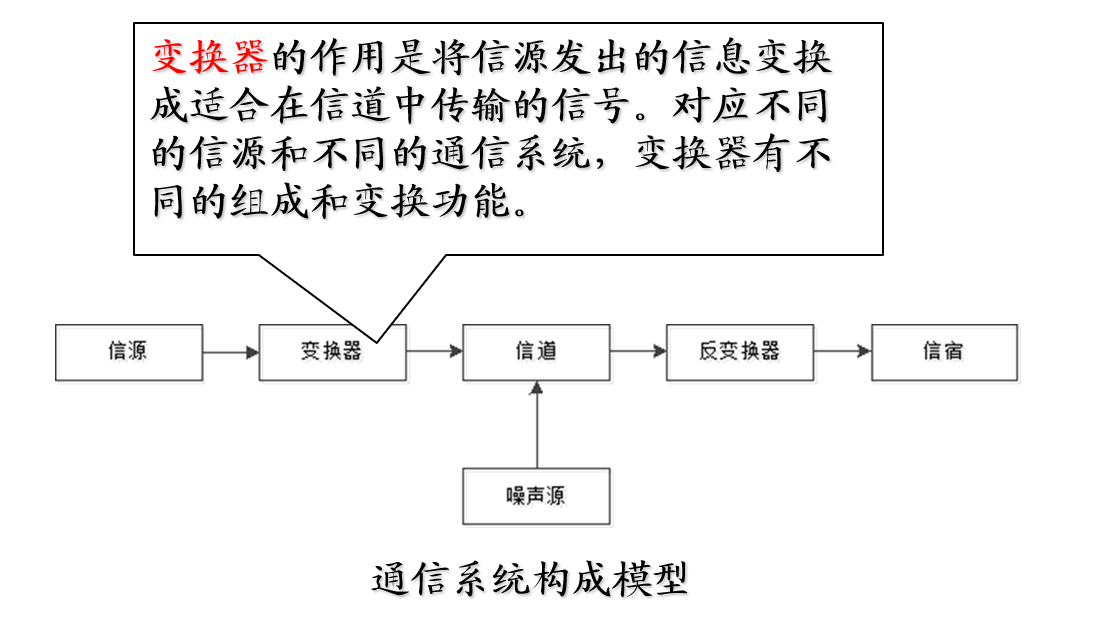 变换器的作用是将信源发出的信息变换
成适合在信道中传输的信号。对应不同
的信源和不同的通信系统，变换器有不
同的组成和变换功能。
信源
变换器
信道
反变换器
信宿
噪声源
通信系统构成模型